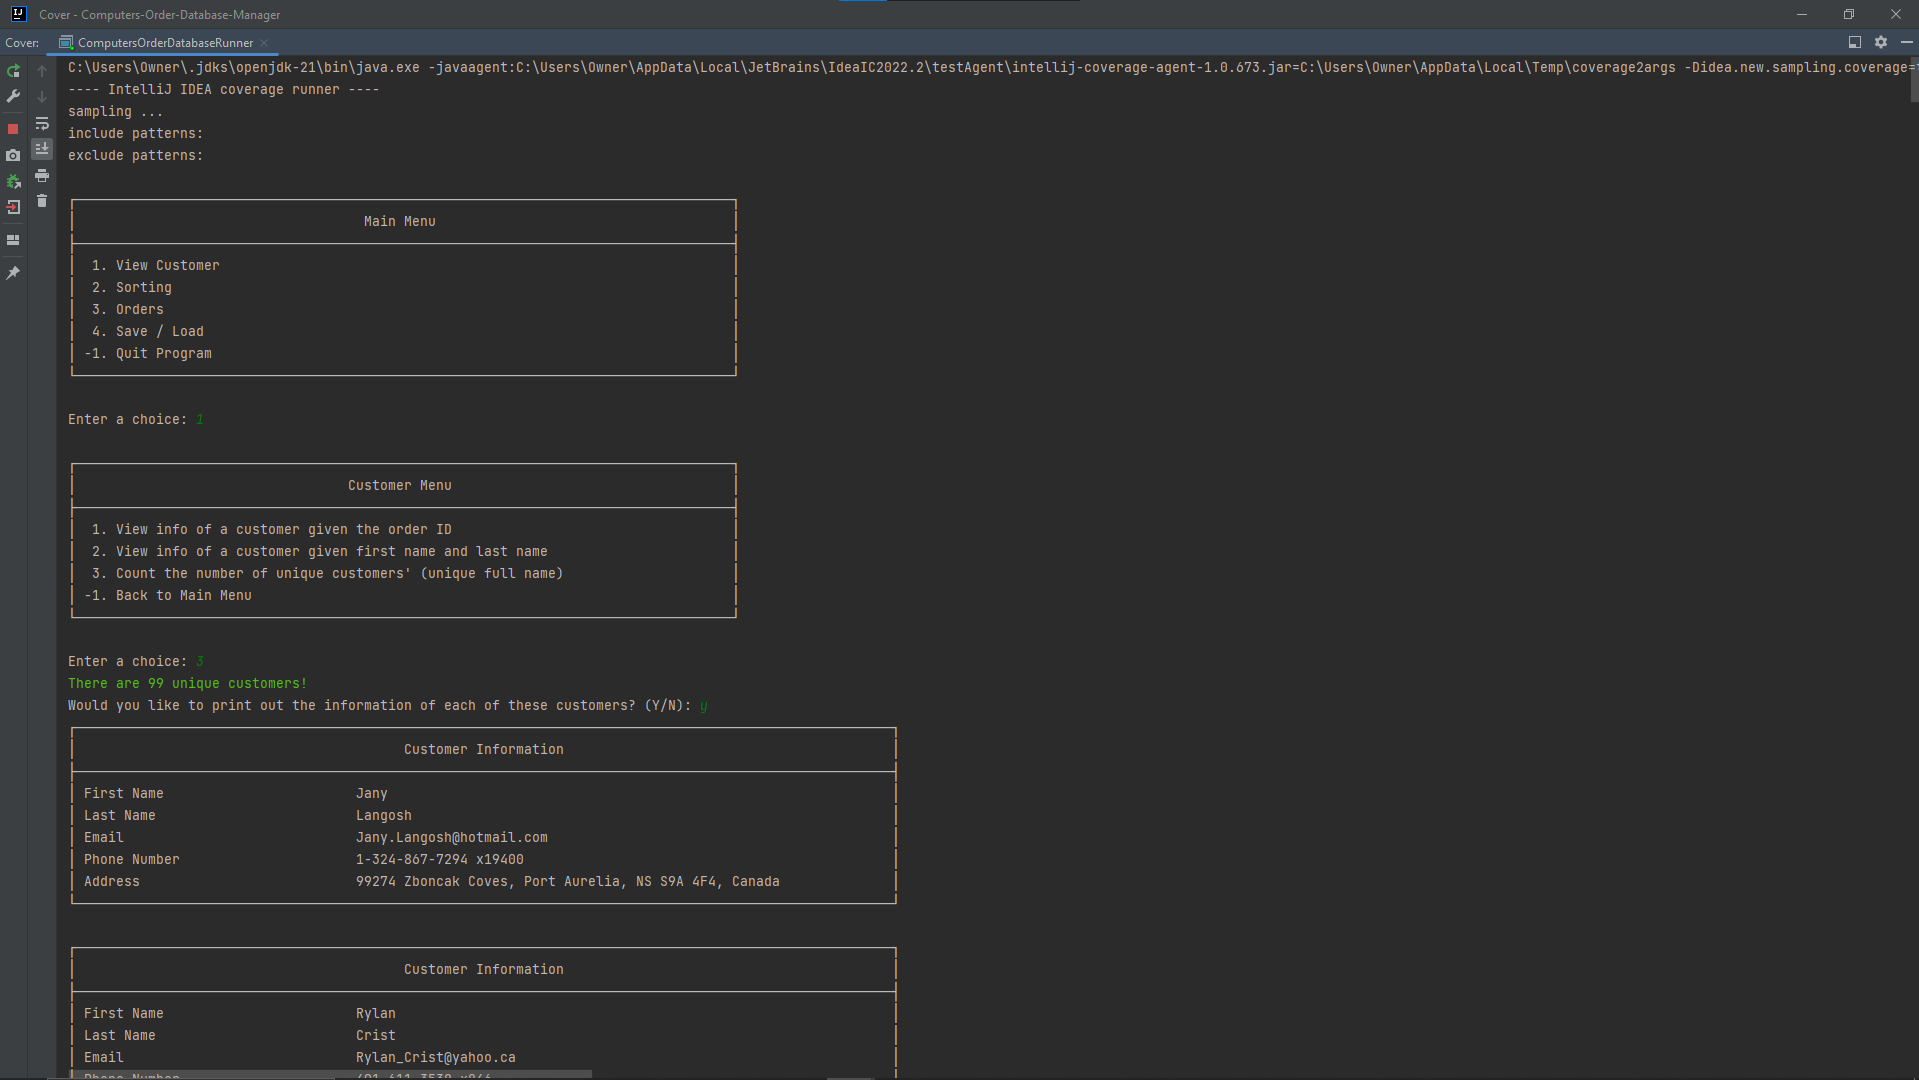 Cover - Computers-Order-Database-Manager
Cover: ComputersOrderDatabaseRunner
C:\Users\Owner\.jdks\openjdk-21\bin\java.exe -javaagent:C:\Users\Owner\AppData\Local\JetBrains\IdeaIC2022.2\testAgent\intellij-coverage-agent-1.0.673.jar=C:\Users\Owner\AppData\Local\Temp\coverage2args -Didea.new.sampling.coverage=
---- IntelliJ IDEA coverage runner ----
sampling ...
include patterns:
exclude patterns:
Main Menu
1. View Customer
2. Sorting
3. Orders
4. Save / Load
-1. Quit Program
Enter a choice: 1
Customer Menu
1. View info of a customer given the order ID
2. View info of a customer given first name and last name
3. Count the number of unique customers' (unique full name)
-1. Back to Main Menu
Enter a choice: 3
There are 99 unique customers!
Would you like to print out the information of each of these customers? (Y/N): y
Customer Information
First Name Jany
Last Name Langosh
Email Jany.Langosh@hotmail.com
Phone Number 1-324-867-7294 x19400
Address 99274 Zboncak Coves, Port Aurelia, NS S9A 4F4, Canada
Customer Information
First Name Rylan
Last Name Crist
Email Rylan_Crist@yahoo.ca
Phone Number